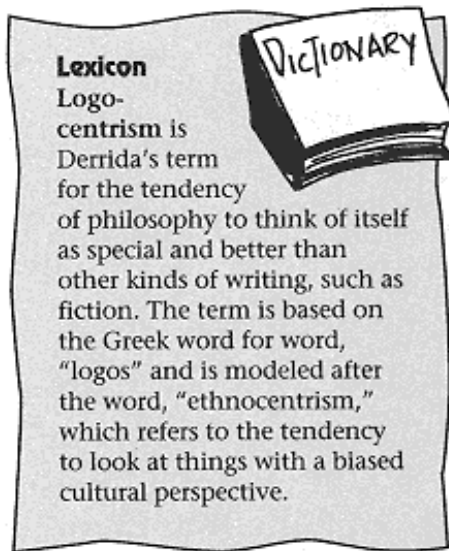 DICTIONARY
Lexicon
Logo-
centrism is
Derrida's term
for the tendency
of philosophy to think of itself
as special and better than
other kinds of writing, such as
fiction. The term is based on
the Greek word for word,
"logos" and is modeled after
the word, "ethnocentrism,"
which refers to the tendency
to look at things with a biased
cultural perspective.